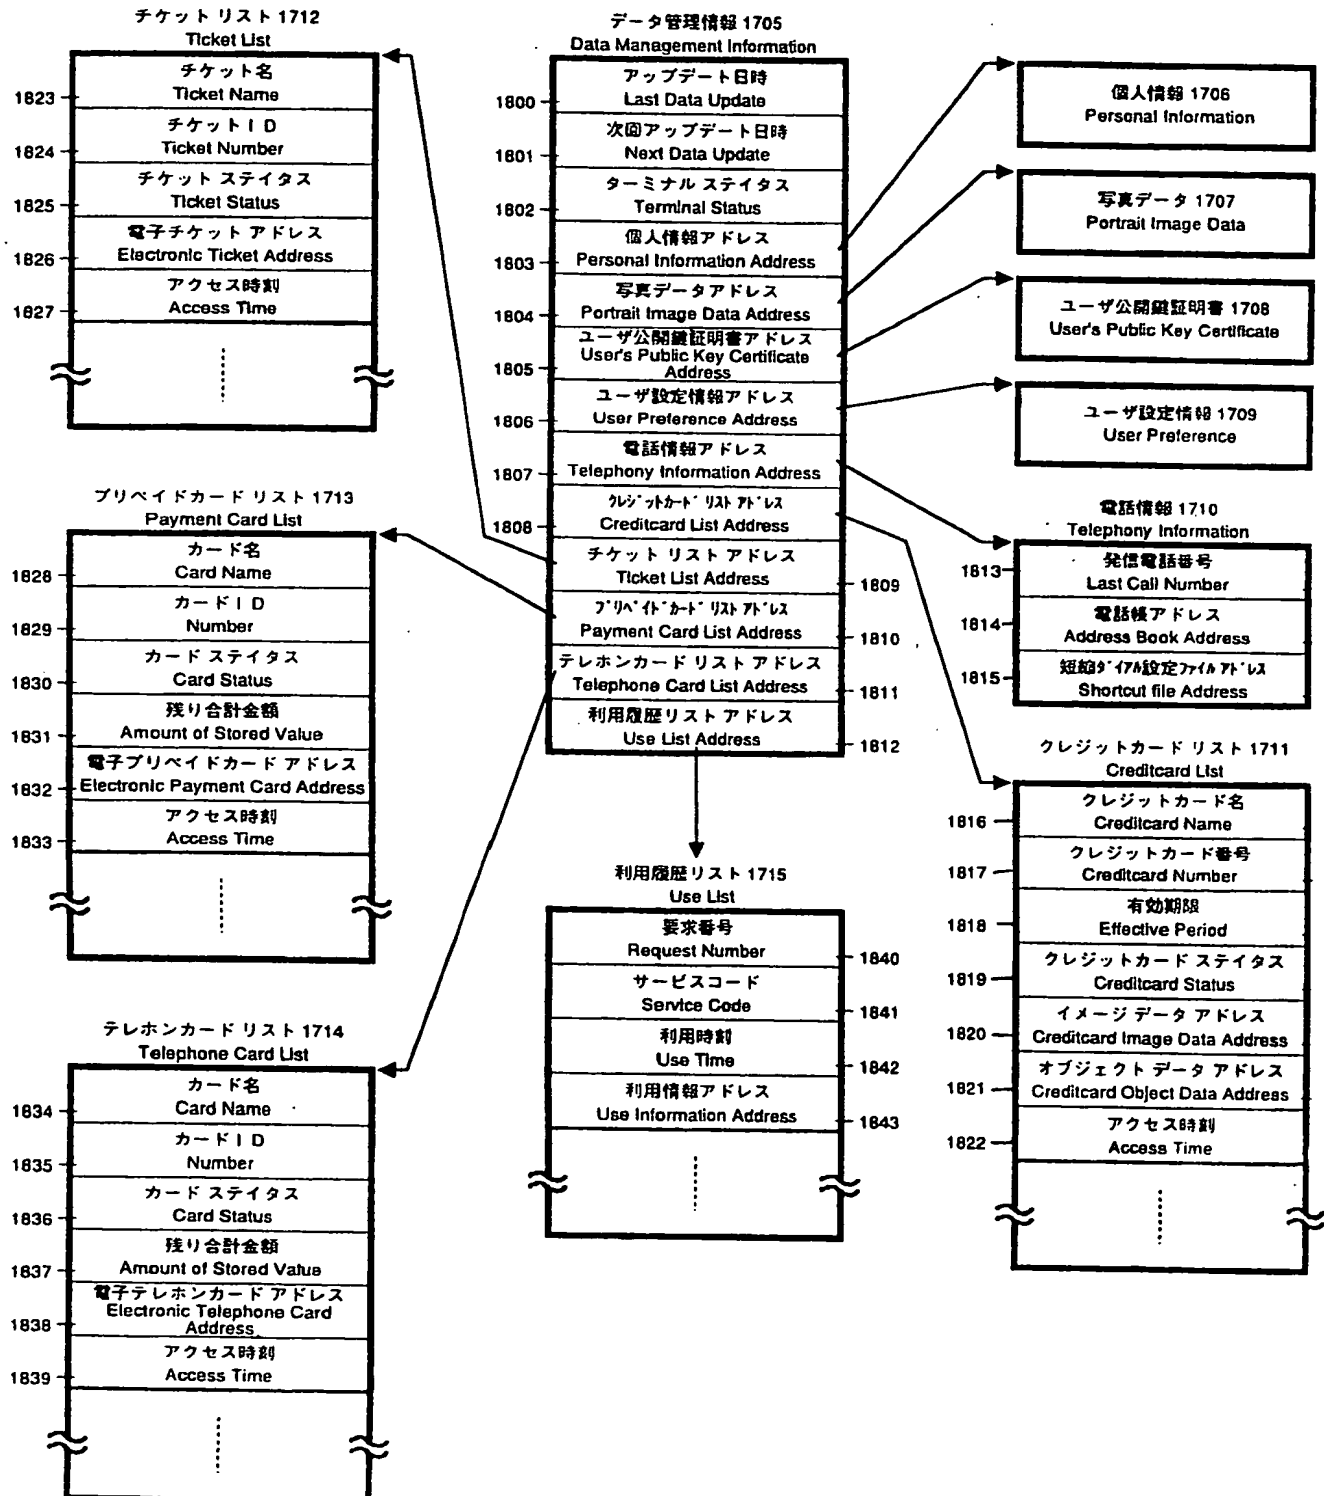 チケット リスト 1712
Ticket List
チケット名
Ticket Name
1823
チケットID
Ticket Number
1824
チケット ステイタス
Ticket Status
1825
電子チケット アドレス
Electronic Ticket Address
1826
アクセス時刻
Access Time
1827
プリペイドカード リスト 1713
Payment Card List
カード名
Card Name
1828
カードID
Number
1829
カード ステイタス
Card Status
1830
残り合計金額
Amount of Stored Value
1831
電子プリペイドカード アドレス
Electronic Payment Card Address
1832
アクセス時刻
Access Time
1833
テレホンカード リスト 1714
Telephone Card List
カード名
Card Name
1834
カードID
Number
1835
カード ステイタス
Card Status
1836
残り合計金額
Amount of Stored Value
1837
電子テレホンカード アドレス
Electronic Telephone Card
Address
1838
アクセス時刻
Access Time
1839
データ管理情報 1705
Data Management Information
アップデート日時
Last Data Update
1800
次回アップデート日時
Next Data Update
1801
ターミナル ステイタス
Terminal Status
1802
個人情報アドレス
Personal Information Address
1803
写真データアドレス
Portrait Image Data Address
1804
ユーザ公開鍵証明書アドレス
User's Public Key Certificate
Address
1805
ユーザ設定情報アドレス
User Preference Address
1806
電話情報アドレス
Telephony Information Address
1807
クレジットカード リスト アドレス
Creditcard List Address
1808
チケット リスト アドレス
Ticket List Address
1809
プリペイドカード リスト アドレス
Payment Card List Address
1810
テレホンカード リスト アドレス
Telephone Card List Address
1811
利用履歴リスト アドレス
Use List Address
1812
利用履歴リスト 1715
Use List
要求番号
Request Number
1840
サービスコード
Service Code
1841
利用時刻
Use Time
1842
利用情報アドレス
Use Information Address
1843
個人情報 1706
Personal Information
写真データ 1707
Portrait Image Data
ユーザ公開鍵証明書 1708
User's Public Key Certificate
ユーザ設定情報 1709
User Preference
電話情報 1710
Telephony Information
発信電話番号
Last Call Number
1813
電話帳アドレス
Address Book Address
1814
短縮ダイアル設定ファイル アドレス
Shortcut file Address
1815
クレジットカード リスト 1711
Creditcard List
クレジットカード名
Creditcard Name
1816
クレジットカード番号
Creditcard Number
1817
有効期限
Effective Period
1818
クレジットカード ステイタス
Creditcard Status
1819
イメージ データ アドレス
Creditcard Image Data Address
1820
オブジェクト データ アドレス
Creditcard Object Data Address
1821
アクセス時刻
Access Time
1822